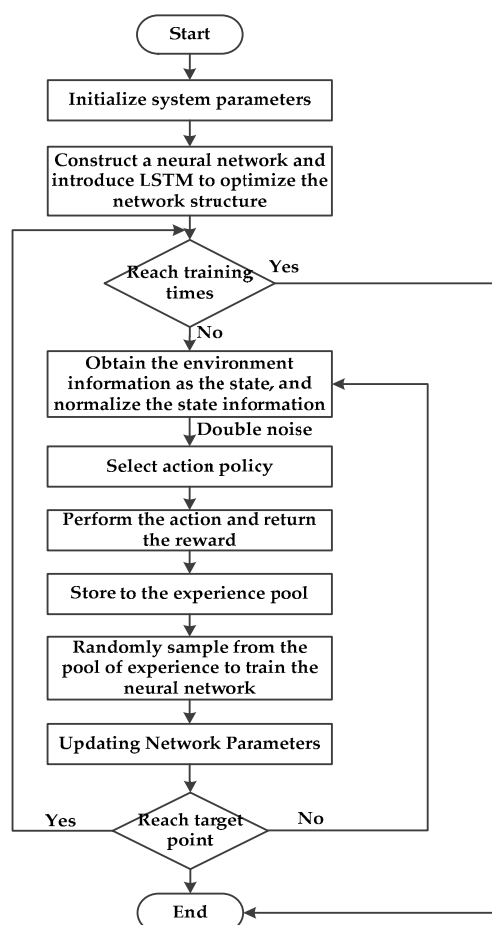 Start
Initialize system parameters
Construct a neural network and
introduce LSTM to optimize the
network structure
Reach training
times
Yes
No
Obtain the environment
information as the state, and
normalize the state information
Double noise
Select action policy
Perform the action and return
the reward
Store to the experience pool
Randomly sample from the
pool of experience to train the
neural network
Updating Network Parameters
Yes
Reach target
point
No
End